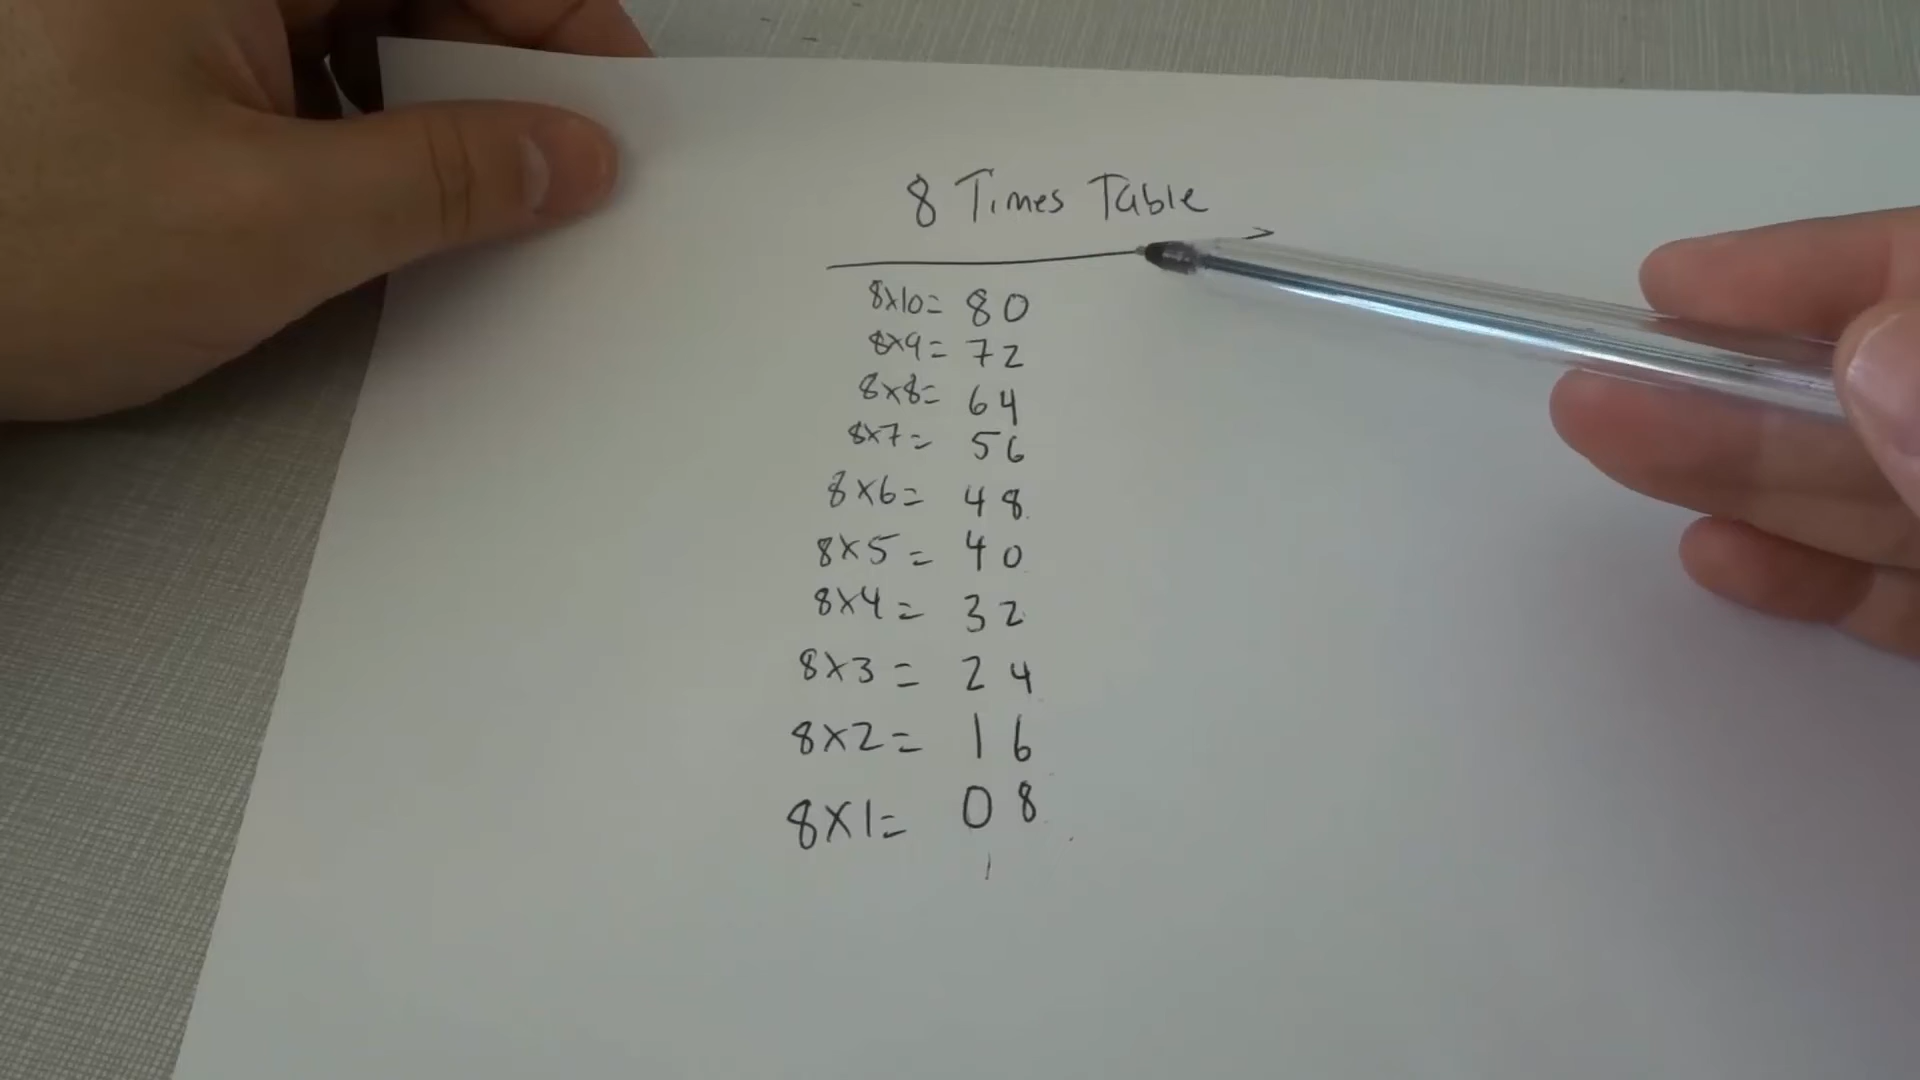 8 Times Table
8x10= 80
8x9= 72
8x8= 64
8x7= 56
8x6= 48
8x5= 40
8x4= 32
8x3= 24
8x2= 16
8x1= 08